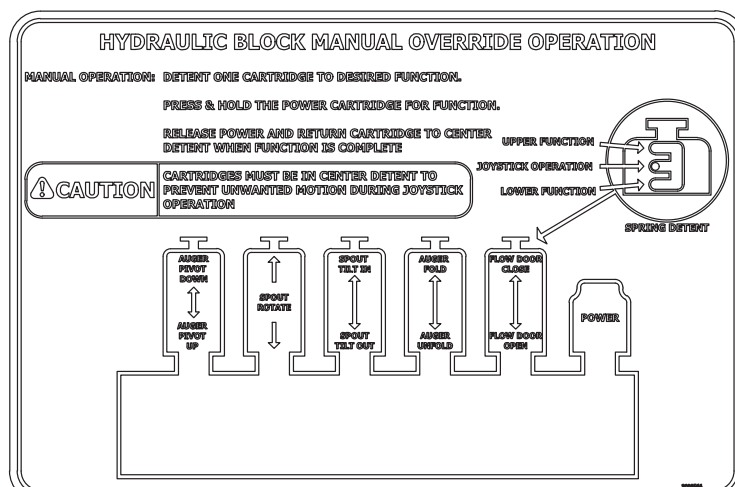 HYDRAULIC BLOCK MANUAL OVERRIDE OPERATION
MANUAL OPERATION: DETENT ONE CARTRIDGE TO DESIRED FUNCTION.
PRESS & HOLD THE POWER CARTRIDGE FOR FUNCTION.
RELEASE POWER AND RETURN CARTRIDGE TO CENTER
DETENT WHEN FUNCTION IS COMPLETE
CAUTION
CARTRIDGES MUST BE IN CENTER DETENT TO
PREVENT UNWANTED MOTION DURING JOYSTICK
OPERATION
UPPER FUNCTION
JOYSTICK OPERATION
LOWER FUNCTION
SPRING DETENT
AUGER
PIVOT
DOWN
AUGER
PIVOT
UP
SPOUT
ROTATE
SPOUT
TILT IN
SPOUT
TILT OUT
AUGER
FOLD
AUGER
UNFOLD
FLOW DOOR
CLOSE
FLOW DOOR
OPEN
POWER